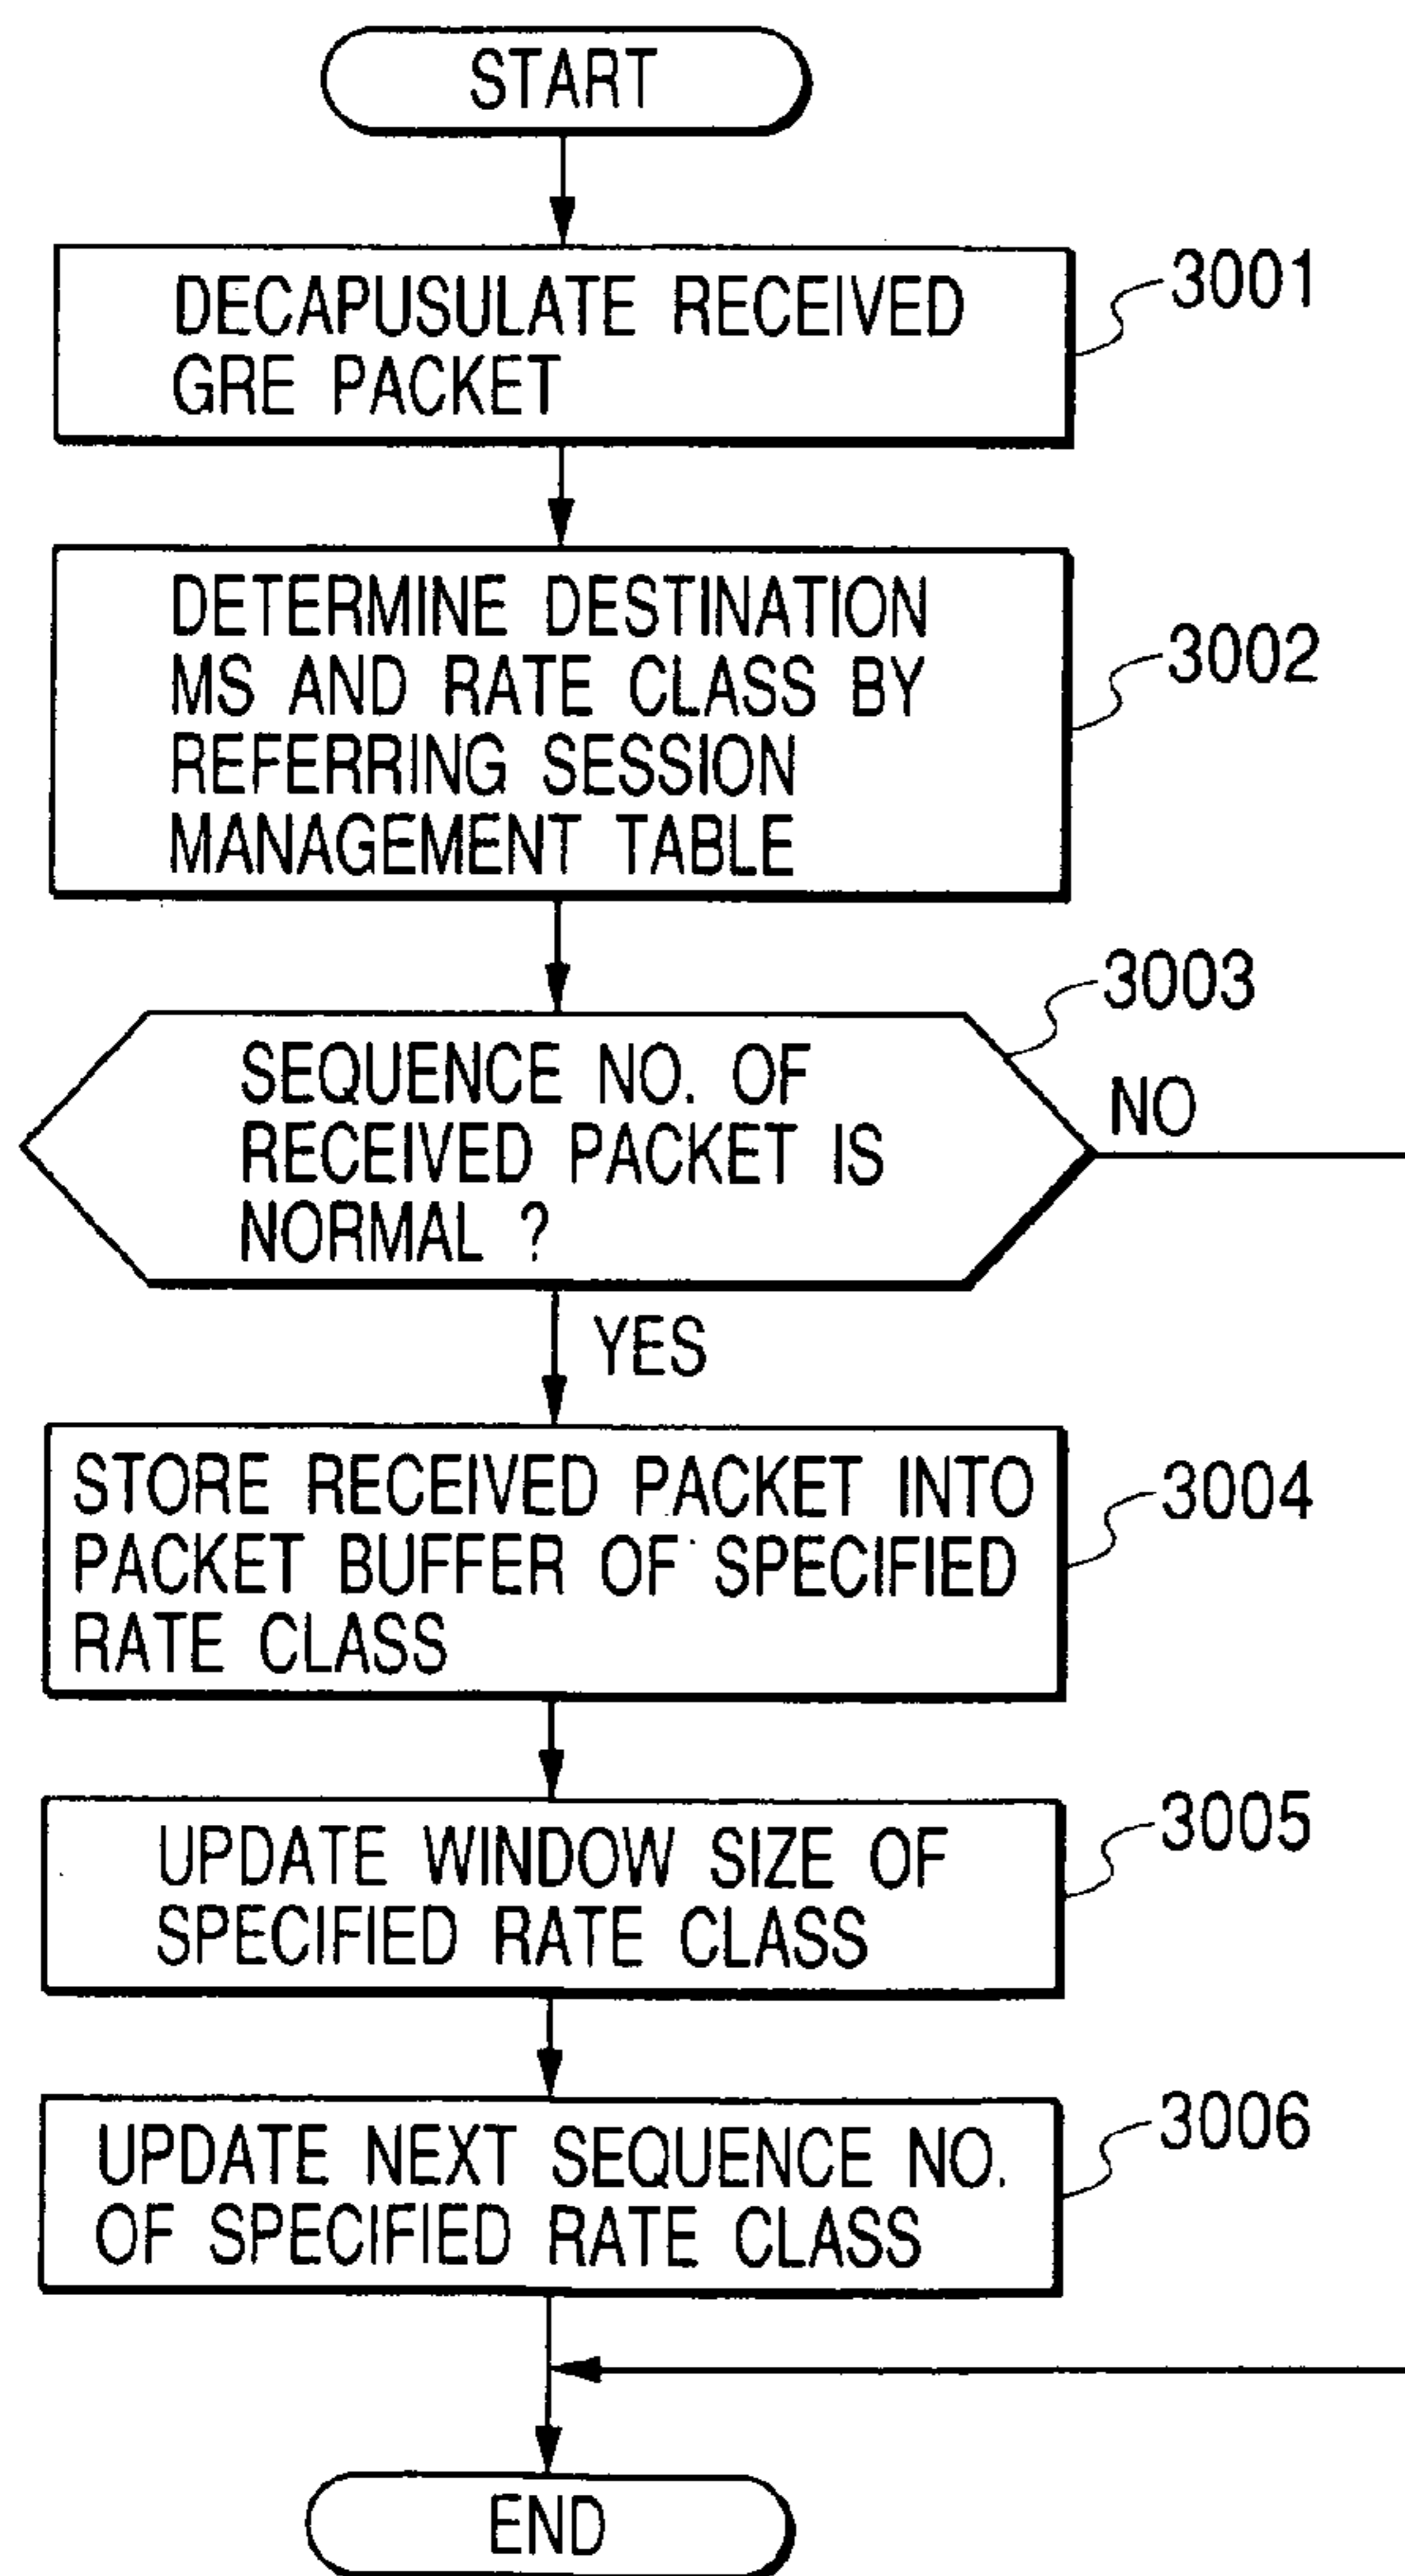 START
DECAPUSULATE RECEIVED
GRE PACKET
3001
DETERMINE DESTINATION
MS AND RATE CLASS BY
REFERRING SESSION
MANAGEMENT TABLE
3002
3003
SEQUENCE NO. OF
RECEIVED PACKET IS
NORMAL ?
NO
YES
STORE RECEIVED PACKET INTO
PACKET BUFFER OF SPECIFIED
RATE CLASS
3004
UPDATE WINDOW SIZE OF
SPECIFIED RATE CLASS
3005
UPDATE NEXT SEQUENCE NO.
OF SPECIFIED RATE CLASS
3006
END